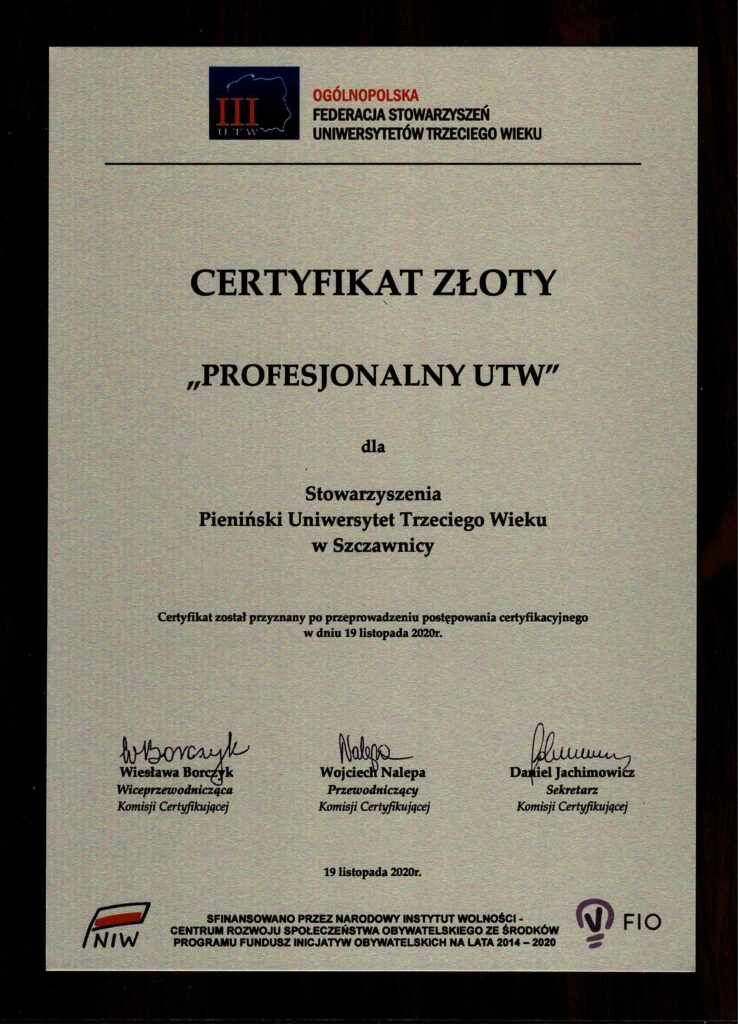 III
UTW
OGÓLNOPOLSKA
FEDERACJA STOWARZYSZEŃ
UNIWERSYTETÓW TRZECIEGO WIEKU
CERTYFIKAT ZŁOTY
„PROFESJONALNY UTW”
dla
Stowarzyszenia
Pieniński Uniwersytet Trzeciego Wieku
w Szczawnicy
Certyfikat został przyznany po przeprowadzeniu postępowania certyfikacyjnego
w dniu 19 listopada 2020r.
WBorczyk
Wiesława Borczyk
Wiceprzewodnicząca
Komisji Certyfikującej
Nalepa
Wojciech Nalepa
Przewodniczący
Komisji Certyfikującej
Daniel Jachimowicz
Sekretarz
Komisji Certyfikującej
19 listopada 2020r.
NIW
SFINANSOWANO PRZEZ NARODOWY INSTYTUT WOLNOŚCI -
CENTRUM ROZWOJU SPOŁECZEŃSTWA OBYWATELSKIEGO ZE ŚRODKÓW
PROGRAMU FUNDUSZ INICJATYW OBYWATELSKICH NA LATA 2014 – 2020
FIO